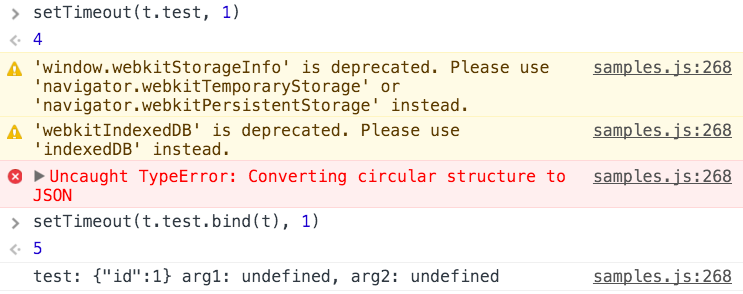 setTimeout(t.test, 1)
4
'window.webkitStorageInfo' is deprecated. Please use samples.js:268
'navigator.webkitTemporaryStorage' or
'navigator.webkitPersistentStorage' instead.
'webkitIndexedDB' is deprecated. Please use samples.js:268
'indexedDB' instead.
Uncaught TypeError: Converting circular structure to samples.js:268
JSON
setTimeout(t.test.bind(t), 1)
5
test: {"id":1} arg1: undefined, arg2: undefined samples.js:268